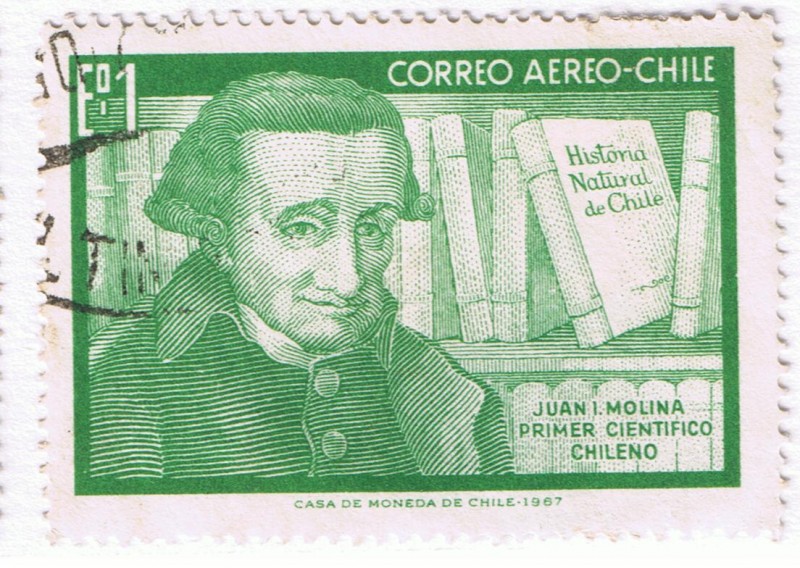 Eº1
CORREO AEREO-CHILE
Historia
Natural
de Chile
JUAN I. MOLINA
PRIMER CIENTIFICO
CHILENO
CASA DE MONEDA DE CHILE-1967